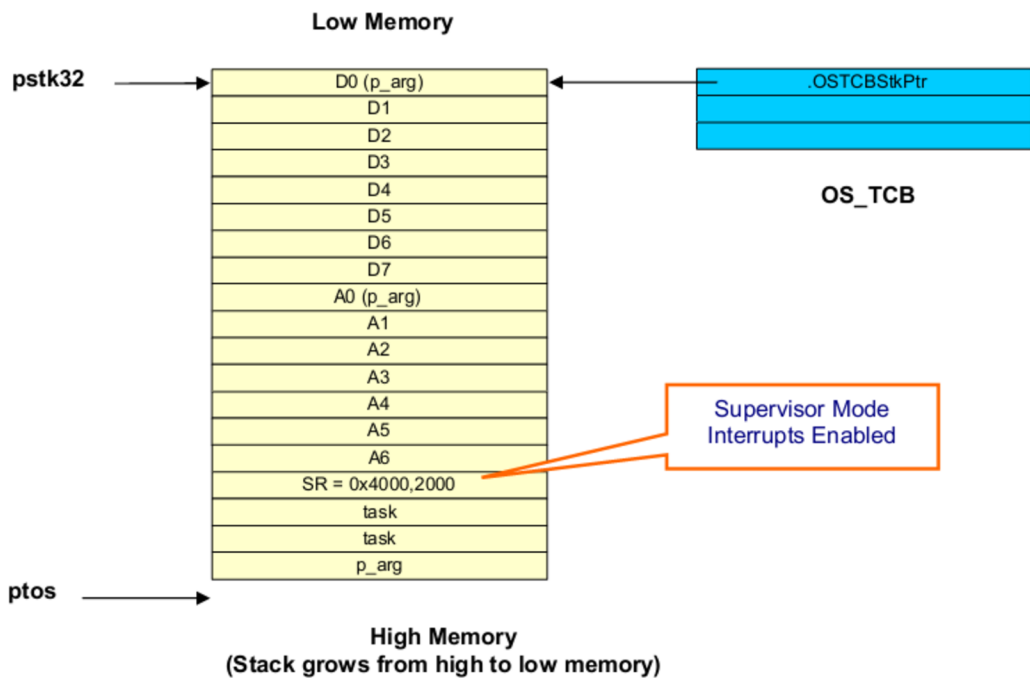 Low Memory
pstk32
D0 (p_arg)
.OSTCBStkPtr
D1
D2
D3
D4
OS_TCB
D5
D6
D7
A0 (p_arg)
A1
A2
A3
A4
A5
A6
Supervisor Mode
Interrupts Enabled
SR = 0x4000,2000
task
task
p_arg
ptos
High Memory
(Stack grows from high to low memory)